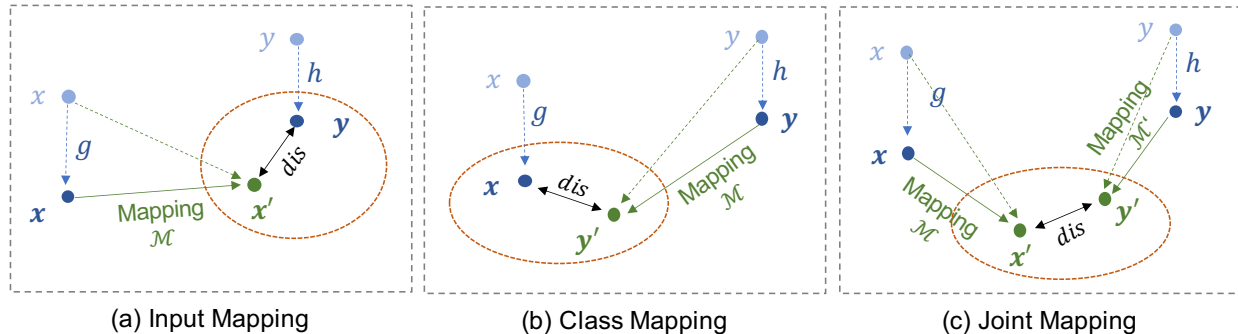 x
g
x
Mapping
ℳ
x'
dis
y
h
y
(a) Input Mapping
x
g
x
dis
y'
y
h
y
Mapping
ℳ
(b) Class Mapping
x
g
x
Mapping
ℳ
x'
dis
y'
Mapping
ℳ'
y
h
y
(c) Joint Mapping